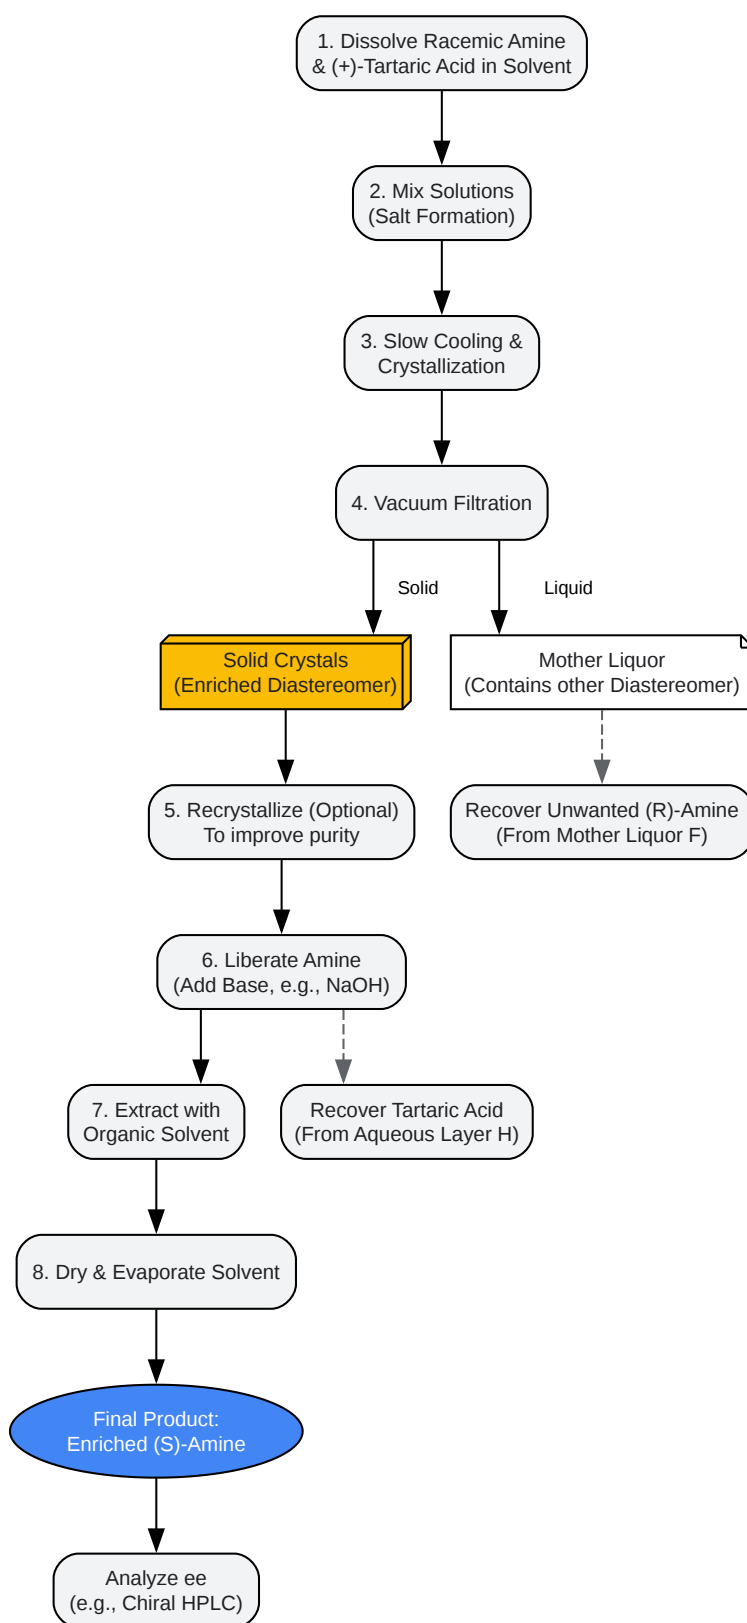 1. Dissolve Racemic Amine
& (+)-Tartaric Acid in Solvent
2. Mix Solutions
(Salt Formation)
3. Slow Cooling &
Crystallization
4. Vacuum Filtration
Solid
Liquid
Solid Crystals
(Enriched Diastereomer)
Mother Liquor
(Contains other Diastereomer)
5. Recrystallize (Optional)
To improve purity
Recover Unwanted (R)-Amine
(From Mother Liquor F)
6. Liberate Amine
(Add Base, e.g., NaOH)
7. Extract with
Organic Solvent
Recover Tartaric Acid
(From Aqueous Layer H)
8. Dry & Evaporate Solvent
Final Product:
Enriched (S)-Amine
Analyze ee
(e.g., Chiral HPLC)